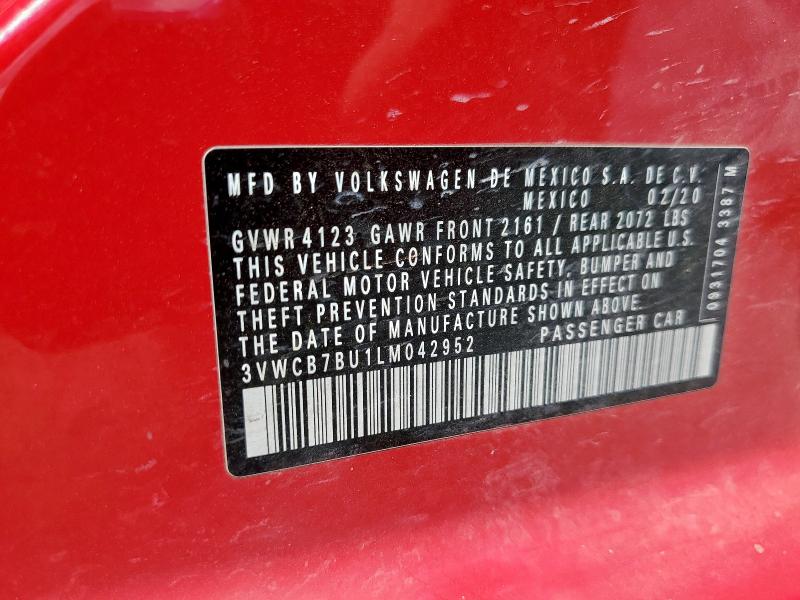 MFD BY VOLKSWAGEN DE MEXICO S.A. DE C.V.
MEXICO 02/20
GVWR 4123 GAWR FRONT 2161 / REAR 2072 LBS
THIS VEHICLE CONFORMS TO ALL APPLICABLE U.S.
FEDERAL MOTOR VEHICLE SAFETY, BUMPER AND
THEFT PREVENTION STANDARDS IN EFFECT ON
THE DATE OF MANUFACTURE SHOWN ABOVE.
3VWCB7BU1LM042952 PASSENGER CAR
0931704 3387 M